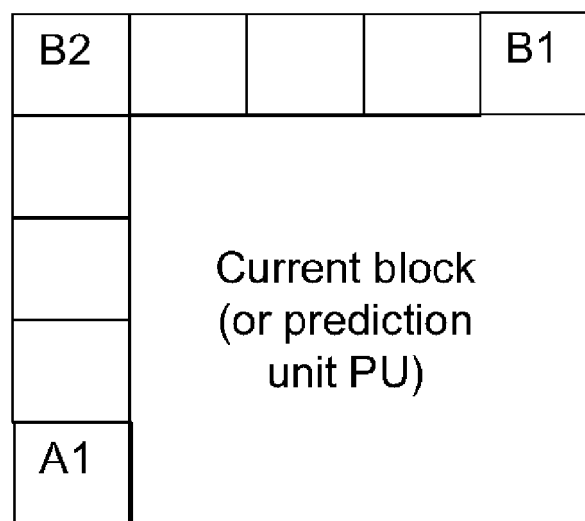 B2
B1
Current block
(or prediction
unit PU)
A1